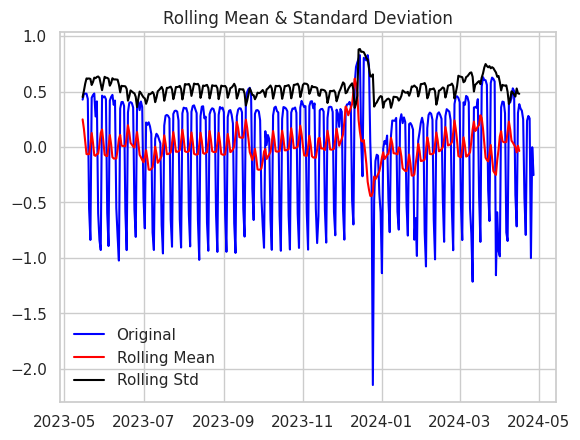 Rolling Mean & Standard Deviation
1.0
0.5
0.0
−0.5
−1.0
−1.5
−2.0
Original
Rolling Mean
Rolling Std
2023-05 2023-07 2023-09 2023-11 2024-01 2024-03 2024-05